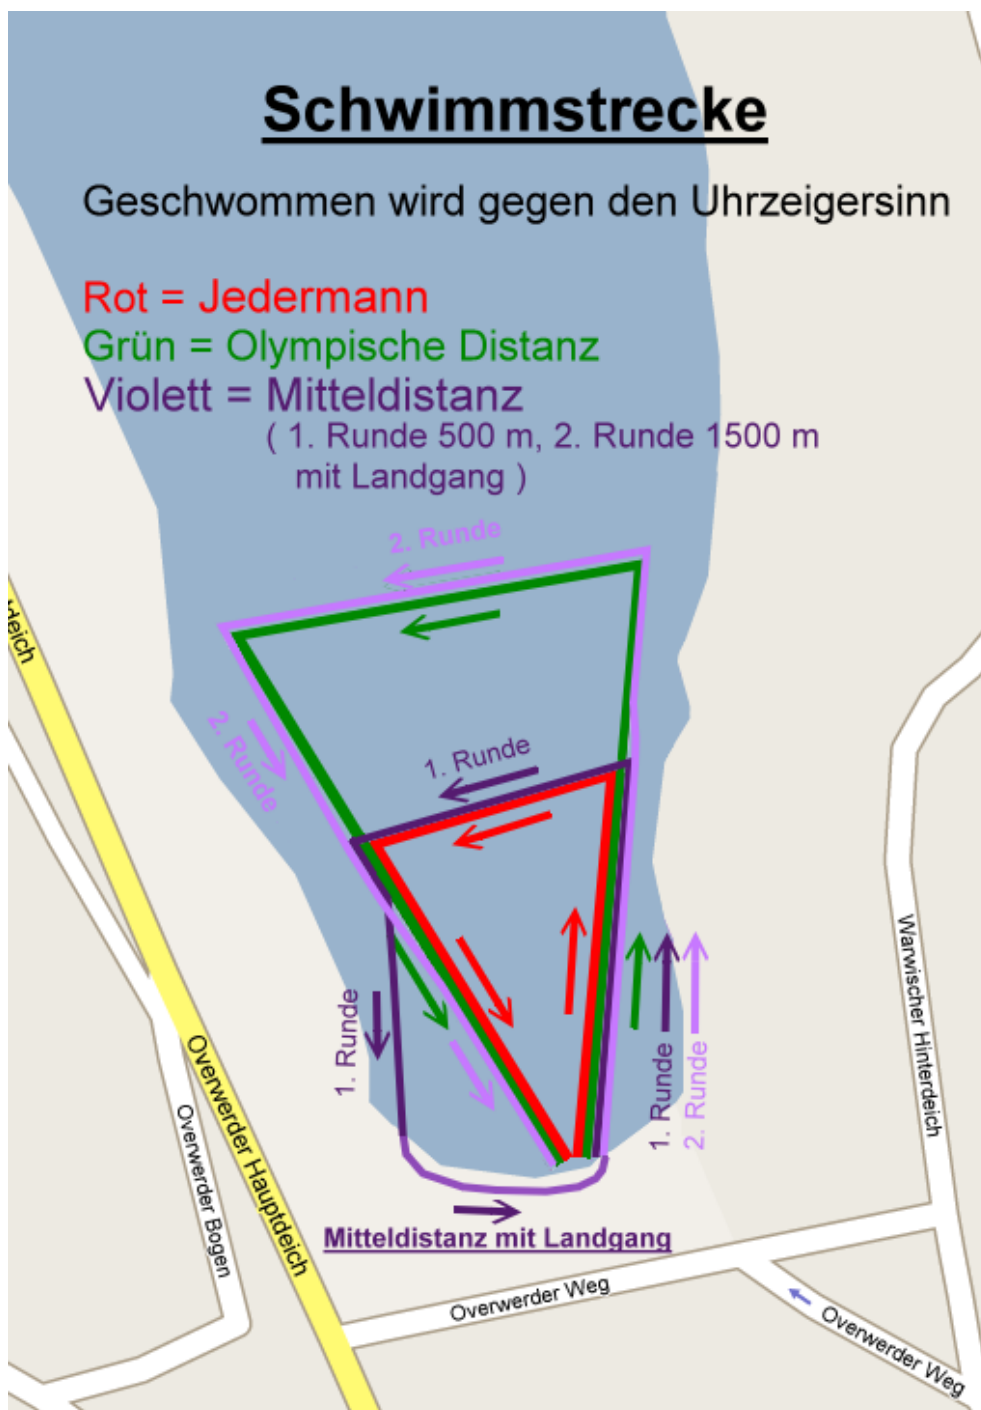 Schwimmstrecke
Geschwommen wird gegen den Uhrzeigersinn
Rot = Jedermann
Grün = Olympische Distanz
Violett = Mitteldistanz
( 1. Runde 500 m, 2. Runde 1500 m
mit Landgang )
2. Runde
deich
2. Runde
1. Runde
1. Runde
1. Runde
2. Runde
Warwischer Hinterdeich
Overwerder Hauptdeich
Overwerder Bogen
Mitteldistanz mit Landgang
Overwerder Weg
Overwerder Weg